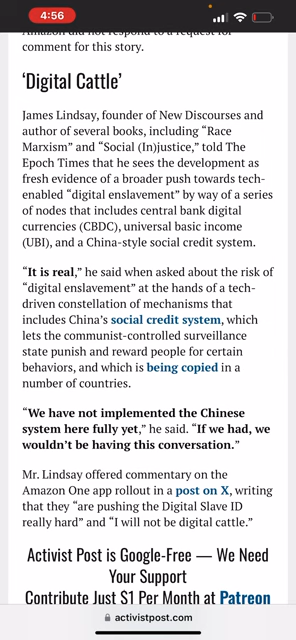 4:56
Amazon did not respond to a request for
comment for this story.
‘Digital Cattle’
James Lindsay, founder of New Discourses and
author of several books, including “Race
Marxism” and “Social (In)justice,” told The
Epoch Times that he sees the development as
fresh evidence of a broader push towards tech-
enabled “digital enslavement” by way of a series
of nodes that includes central bank digital
currencies (CBDC), universal basic income
(UBI), and a China-style social credit system.
“It is real,” he said when asked about the risk of
“digital enslavement” at the hands of a tech-
driven constellation of mechanisms that
includes China’s social credit system, which
lets the communist-controlled surveillance
state punish and reward people for certain
behaviors, and which is being copied in a
number of countries.
“We have not implemented the Chinese
system here fully yet,” he said. “If we had, we
wouldn’t be having this conversation.”
Mr. Lindsay offered commentary on the
Amazon One app rollout in a post on X, writing
that they “are pushing the Digital Slave ID
really hard” and “I will not be digital cattle.”
Activist Post is Google-Free — We Need
Your Support
Contribute Just $1 Per Month at Patreon
activistpost.com